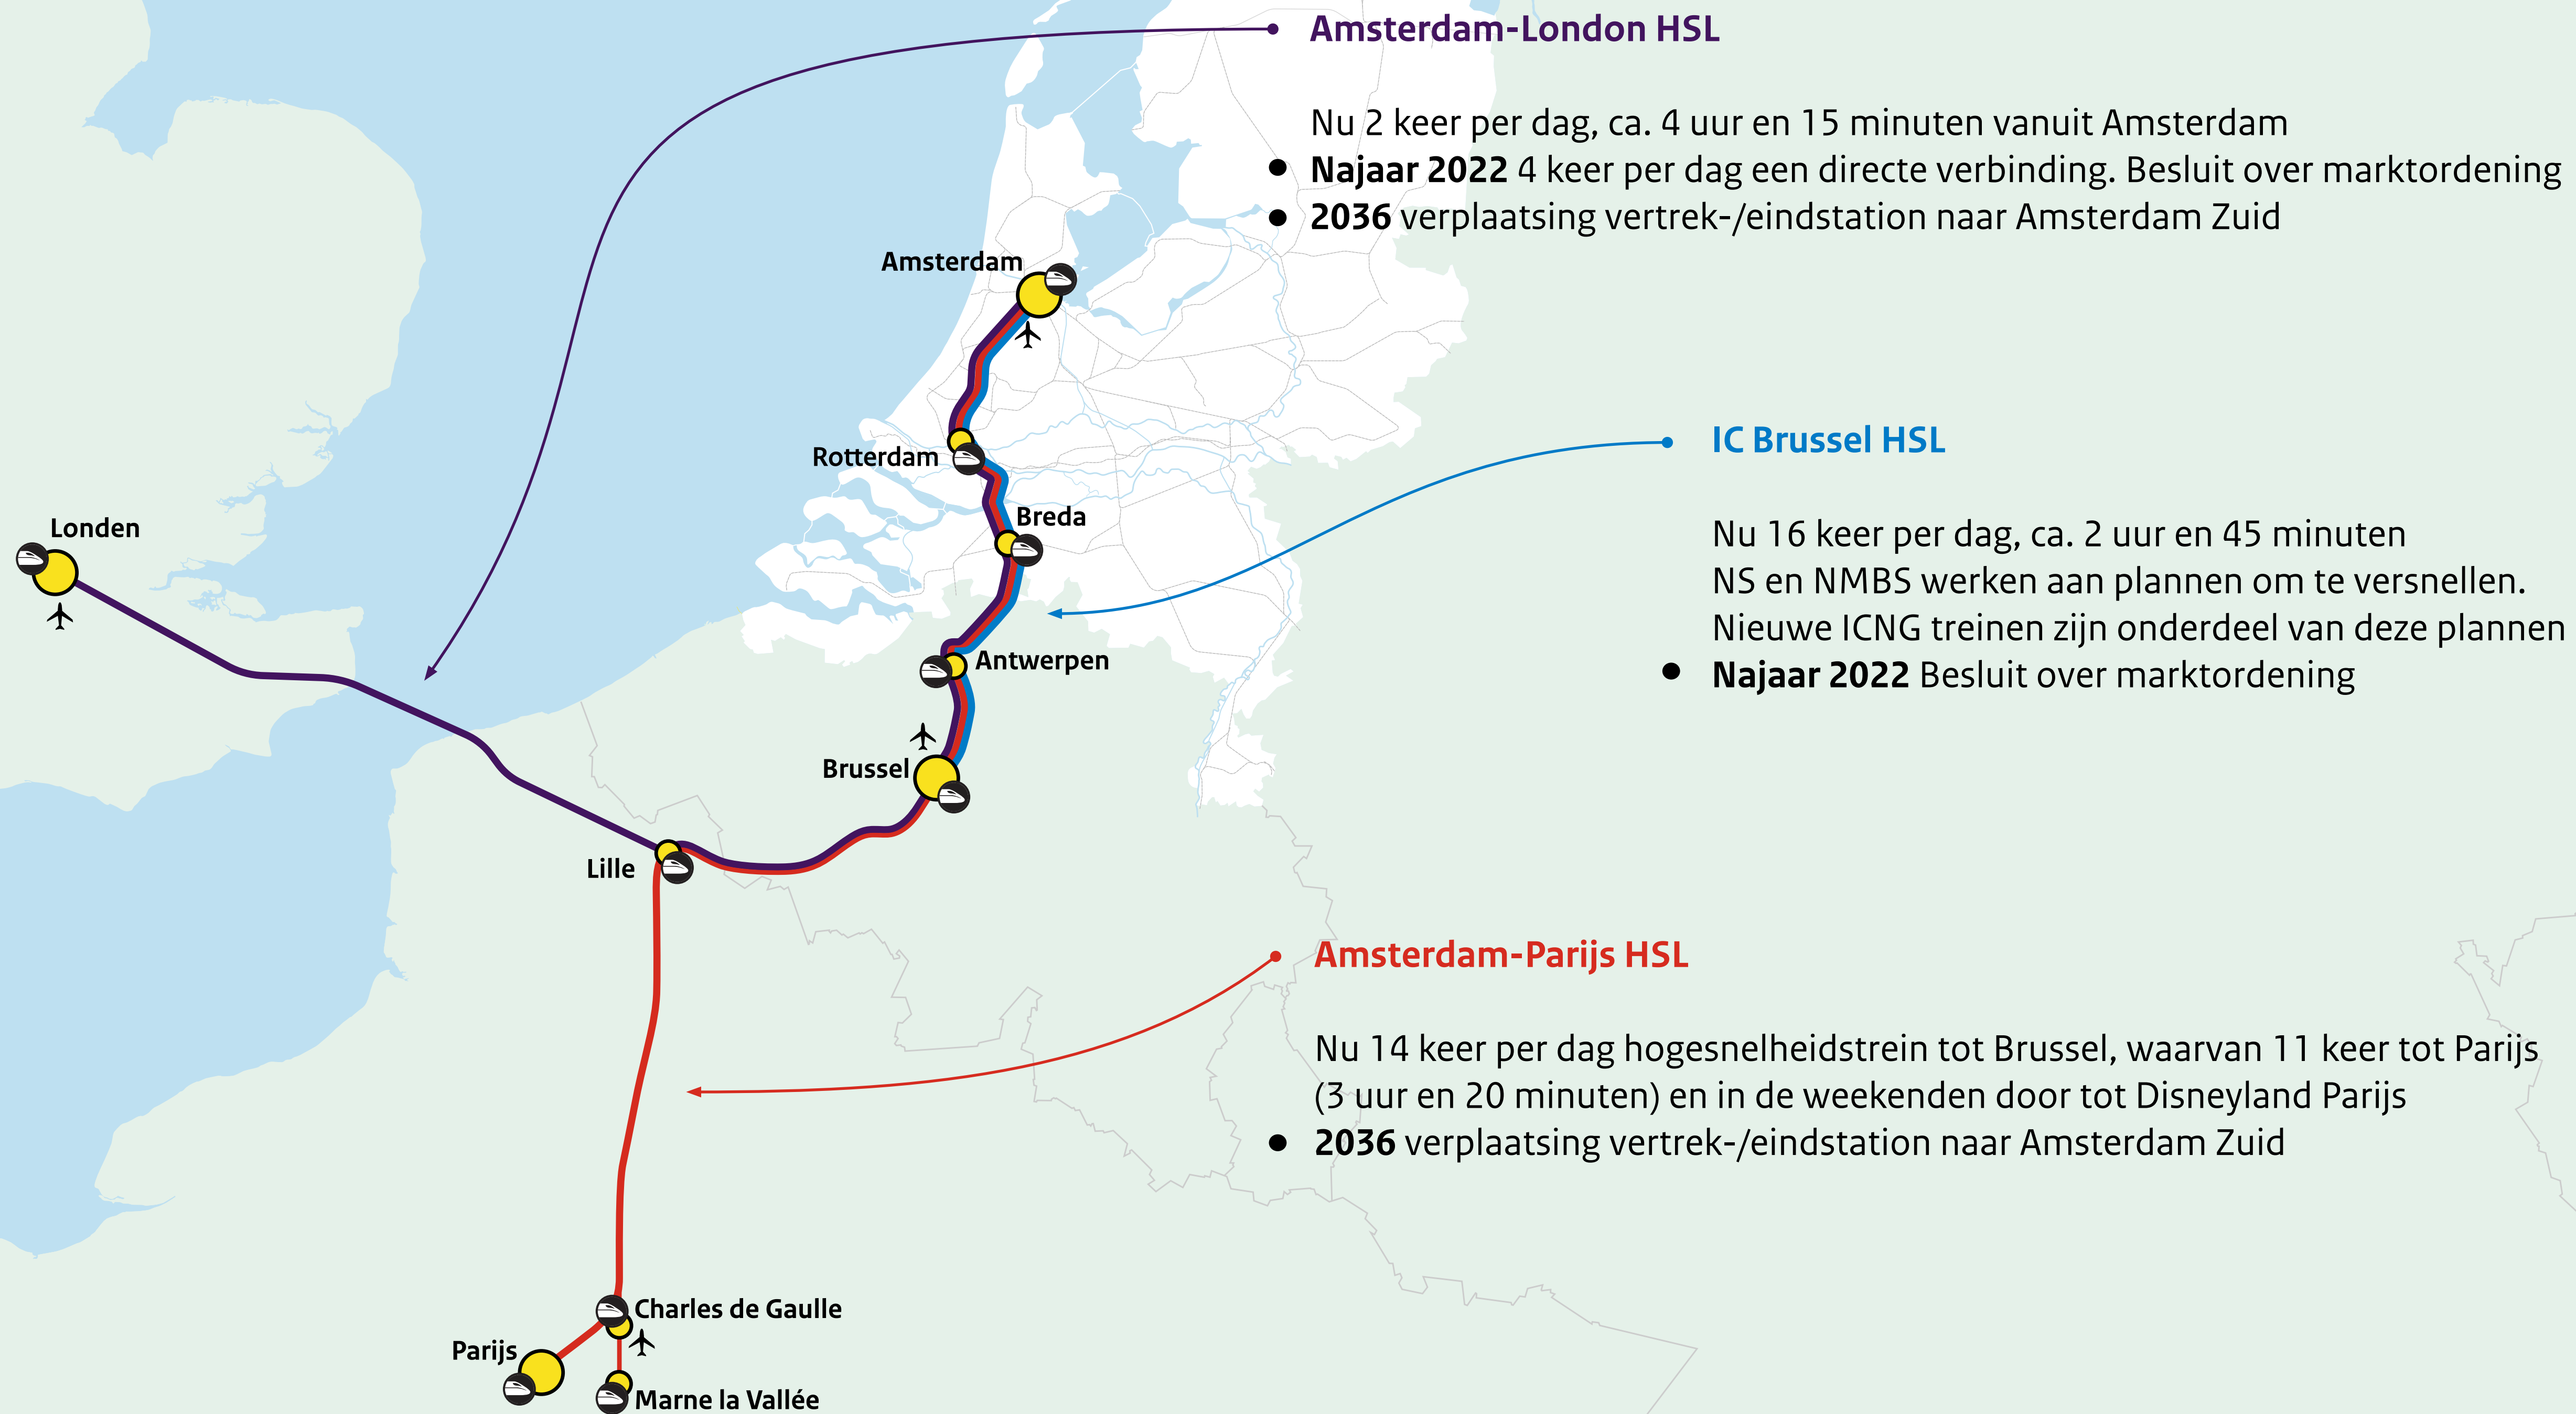 Amsterdam-London HSL
Nu 2 keer per dag, ca. 4 uur en 15 minuten vanuit Amsterdam
• Najaar 2022 4 keer per dag een directe verbinding. Besluit over marktordening
• 2036 verplaatsing vertrek-/eindstation naar Amsterdam Zuid
Amsterdam
Rotterdam
Breda
Londen
Antwerpen
Brussel
Lille
IC Brussel HSL
Nu 16 keer per dag, ca. 2 uur en 45 minuten
NS en NMBS werken aan plannen om te versnellen.
Nieuwe ICNG treinen zijn onderdeel van deze plannen
• Najaar 2022 Besluit over marktordening
Amsterdam-Parijs HSL
Nu 14 keer per dag hogesnelheidstrein tot Brussel, waarvan 11 keer tot Parijs
(3 uur en 20 minuten) en in de weekenden door tot Disneyland Parijs
• 2036 verplaatsing vertrek-/eindstation naar Amsterdam Zuid
Charles de Gaulle
Parijs
Marne la Vallée